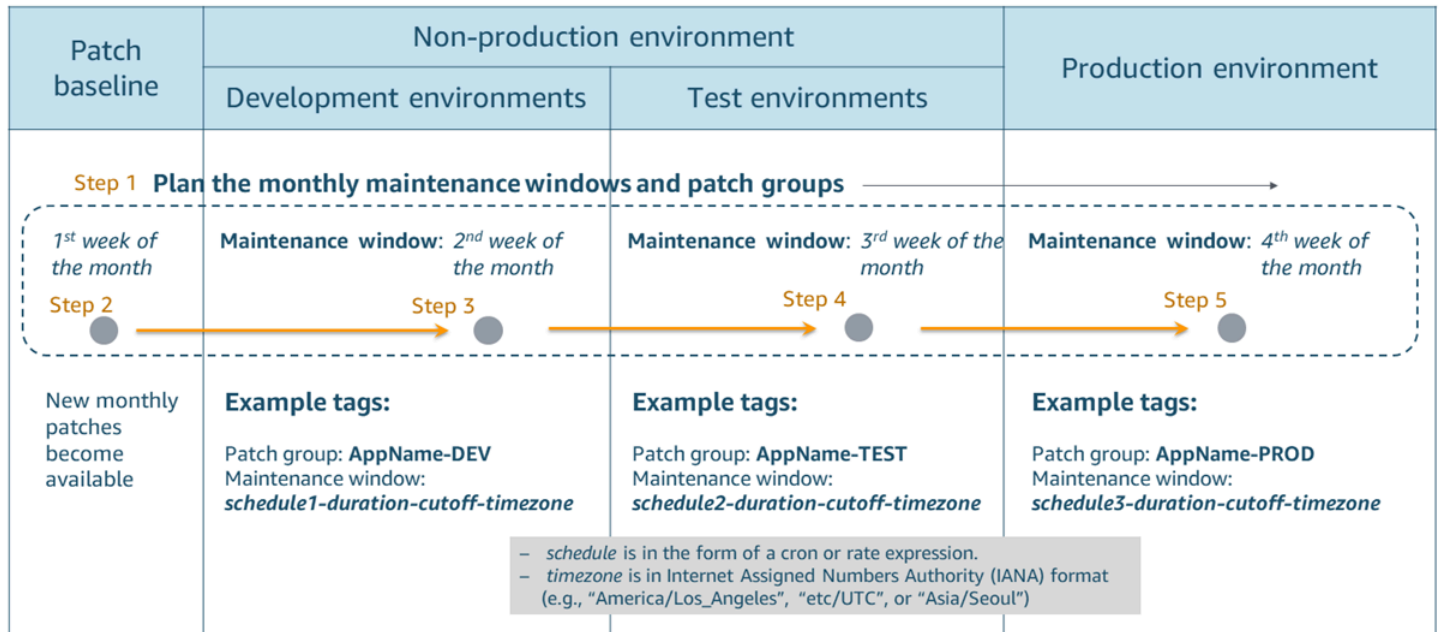 Patch
baseline
Non-production environment
Development environments
Test environments
Production environment
Step 1 Plan the monthly maintenance windows and patch groups
1st week of
the month
Step 2
Maintenance window: 2nd week of
the month
Step 3
Maintenance window: 3rd week of the
month
Step 4
Maintenance window: 4th week of
the month
Step 5
New monthly
patches
become
available
Example tags:
Patch group: AppName-DEV
Maintenance window:
schedule1-duration-cutoff-timezone
Example tags:
Patch group: AppName-TEST
Maintenance window:
schedule2-duration-cutoff-timezone
Example tags:
Patch group: AppName-PROD
Maintenance window:
schedule3-duration-cutoff-timezone
– schedule is in the form of a cron or rate expression.
– timezone is in Internet Assigned Numbers Authority (IANA) format
(e.g., “America/Los_Angeles”, “etc/UTC”, or “Asia/Seoul”)